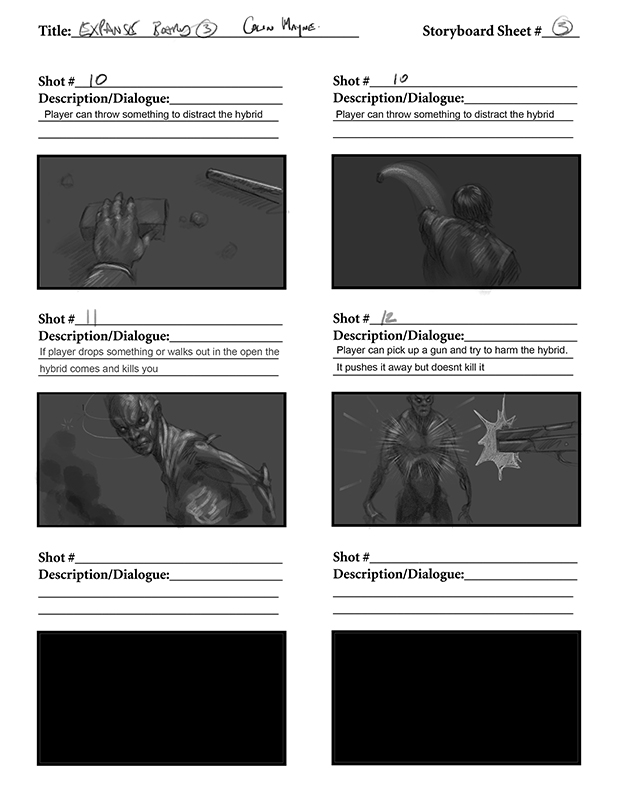 Title: EXPANSE Boards 3 Colin Mayne.
Storyboard Sheet # 3
Shot # 10
Description/Dialogue:
Player can throw something to distract the hybrid
Shot # 10
Description/Dialogue:
Player can throw something to distract the hybrid
Shot # 11
Description/Dialogue:
If player drops something or walks out in the open the
hybrid comes and kills you
Shot # 12
Description/Dialogue:
Player can pick up a gun and try to harm the hybrid.
It pushes it away but doesnt kill it
Shot #
Description/Dialogue:
Shot #
Description/Dialogue: